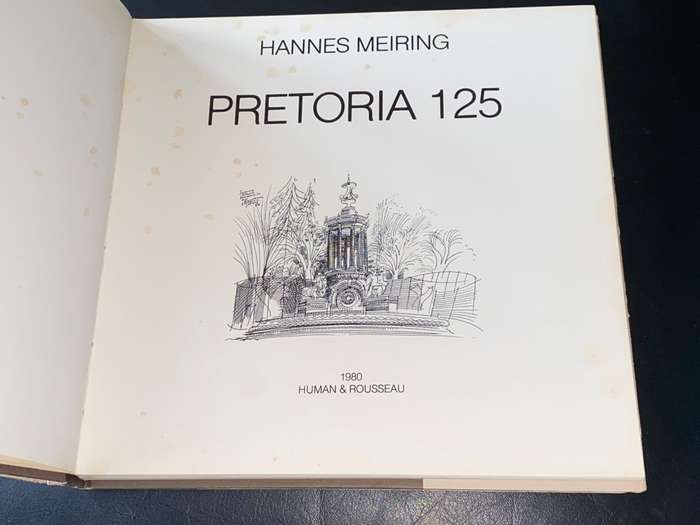 HANNES MEIRING
PRETORIA 125
1980
HUMAN & ROUSSEAU